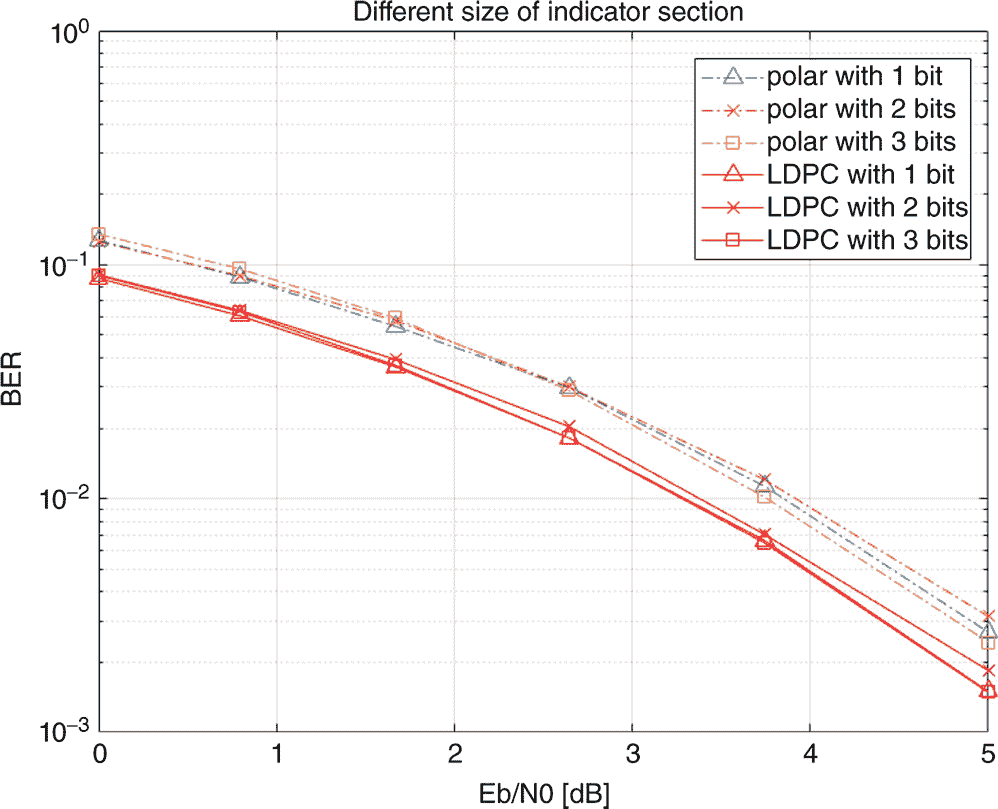 Different size of indicator section
10^0
10^−1
10^−2
10^−3
BER
polar with 1 bit
polar with 2 bits
polar with 3 bits
LDPC with 1 bit
LDPC with 2 bits
LDPC with 3 bits
0 1 2 3 4 5
Eb/N0 [dB]